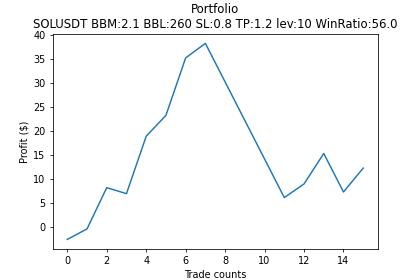 Portfolio
SOLUSDT BBM:2.1 BBL:260 SL:0.8 TP:1.2 lev:10 WinRatio:56.0
40
35
30
25
20
15
10
5
0
Profit ($)
0 2 4 6 8 10 12 14
Trade counts